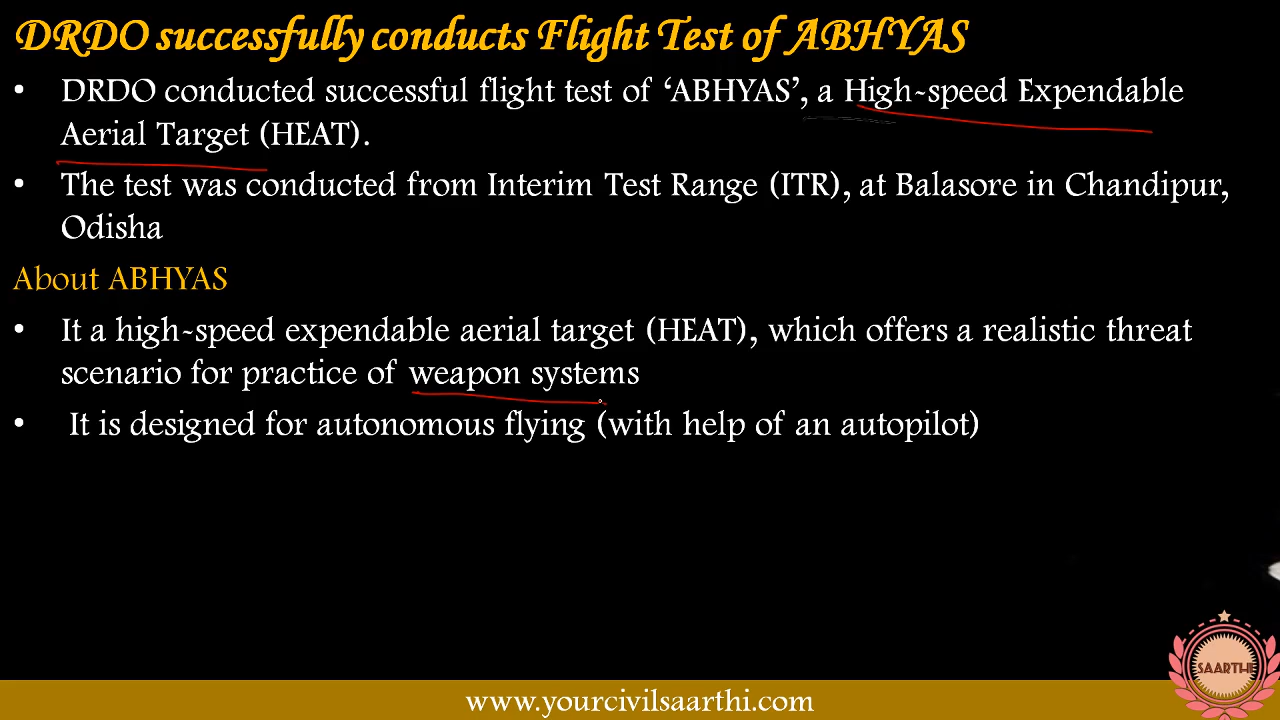 DRDO successfully conducts Flight Test of ABHYAS
• DRDO conducted successful flight test of ‘ABHYAS’, a High-speed Expendable
Aerial Target (HEAT).
• The test was conducted from Interim Test Range (ITR), at Balasore in Chandipur,
Odisha
About ABHYAS
• It a high-speed expendable aerial target (HEAT), which offers a realistic threat
scenario for practice of weapon systems
• It is designed for autonomous flying (with help of an autopilot)
SAARTHI
www.yourcivilsaarthi.com